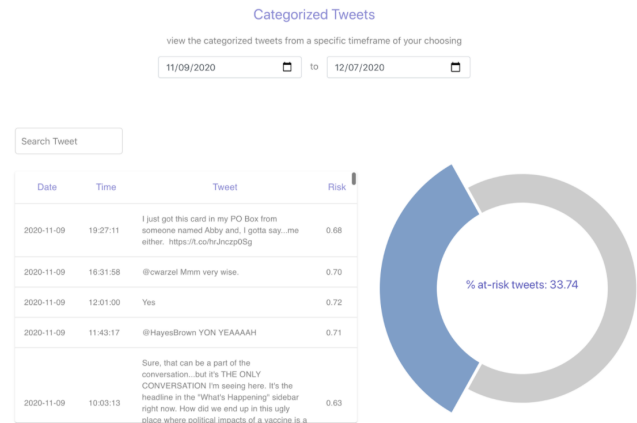 Categorized Tweets
view the categorized tweets from a specific timeframe of your choosing
11/09/2020 to 12/07/2020
Search Tweet
Date Time Tweet Risk
I just got this card in my PO Box from
2020-11-09 19:27:11 someone named Abby and, I gotta say...me 0.68
either. https://t.co/hrJnczp0Sg
2020-11-09 16:31:58 @cwarzel Mmm very wise. 0.70
2020-11-09 12:01:00 Yes 0.72
2020-11-09 11:43:17 @HayesBrown YON YEAAAAH 0.71
Sure, that can be a part of the
conversation...but it's THE ONLY
CONVERSATION I'm seeing here. It's the
headline in the "What's Happening" sidebar
2020-11-09 10:03:13 right now. How did we end up in this ugly 0.63
place where political impacts of a vaccine is a
% at-risk tweets: 33.74